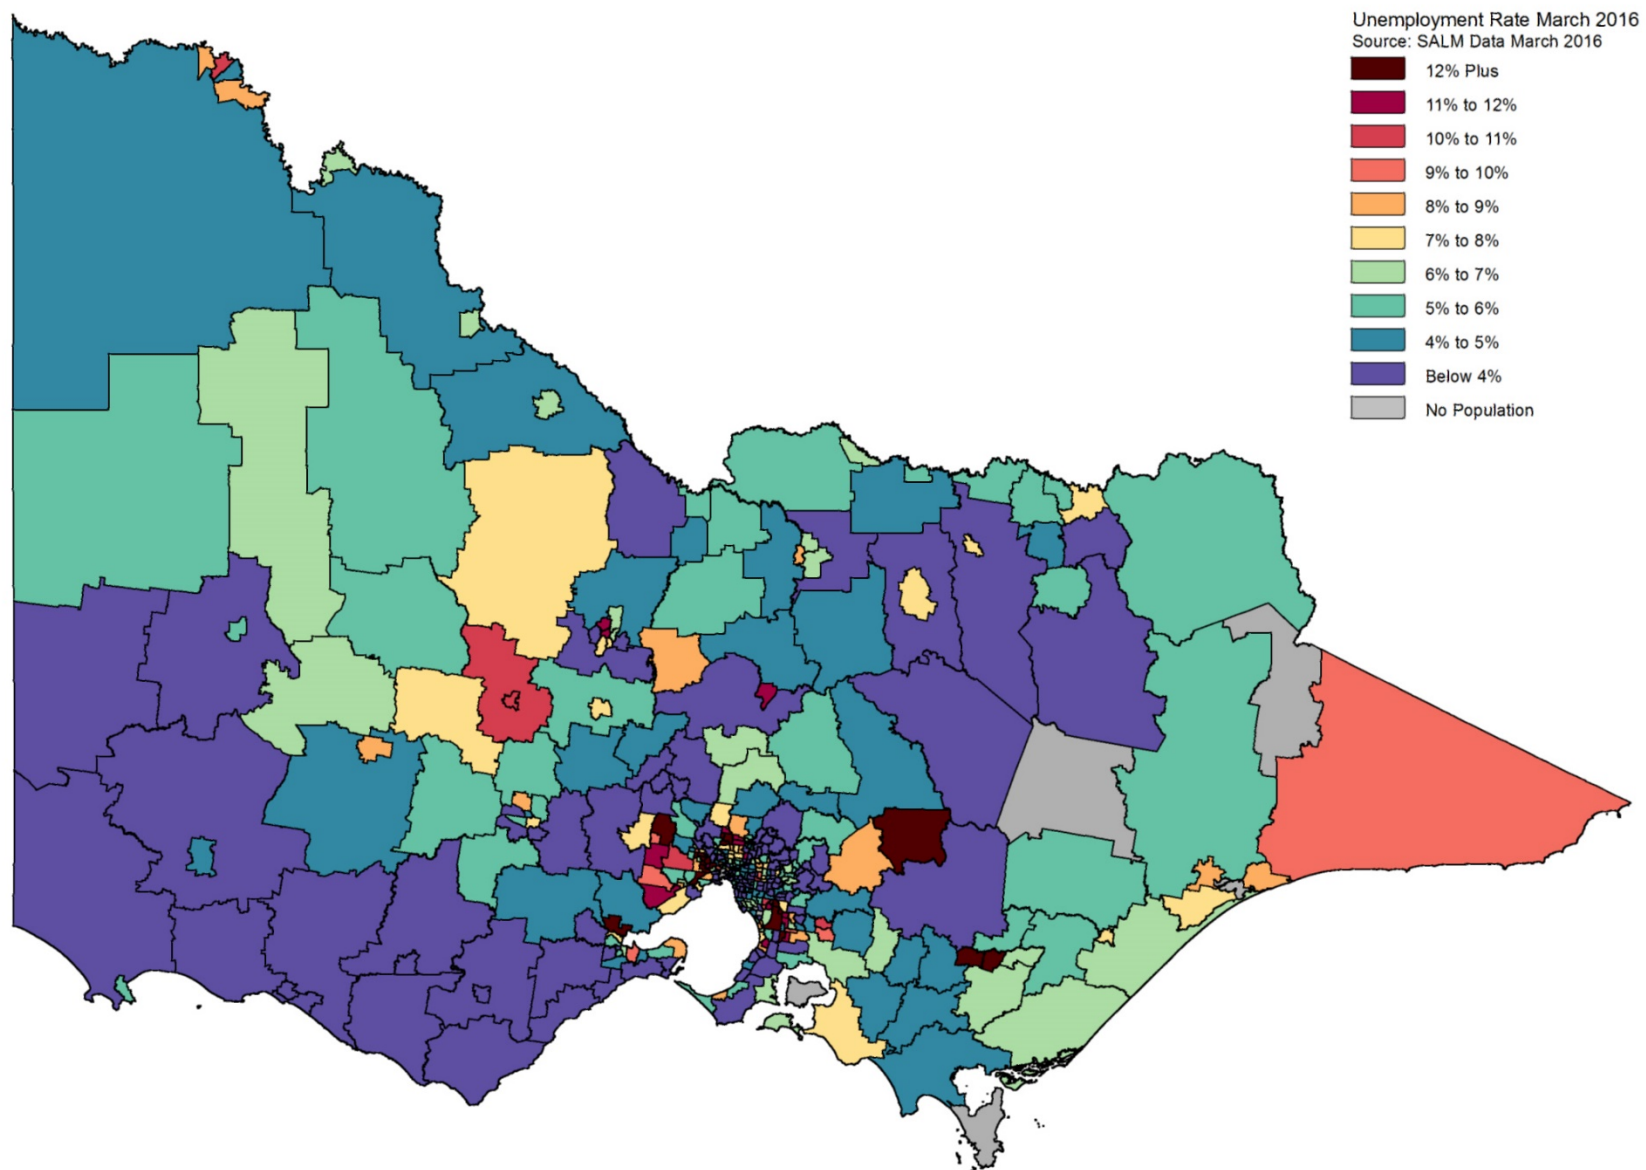 Unemployment Rate March 2016
Source: SALM Data March 2016
12% Plus
11% to 12%
10% to 11%
9% to 10%
8% to 9%
7% to 8%
6% to 7%
5% to 6%
4% to 5%
Below 4%
No Population